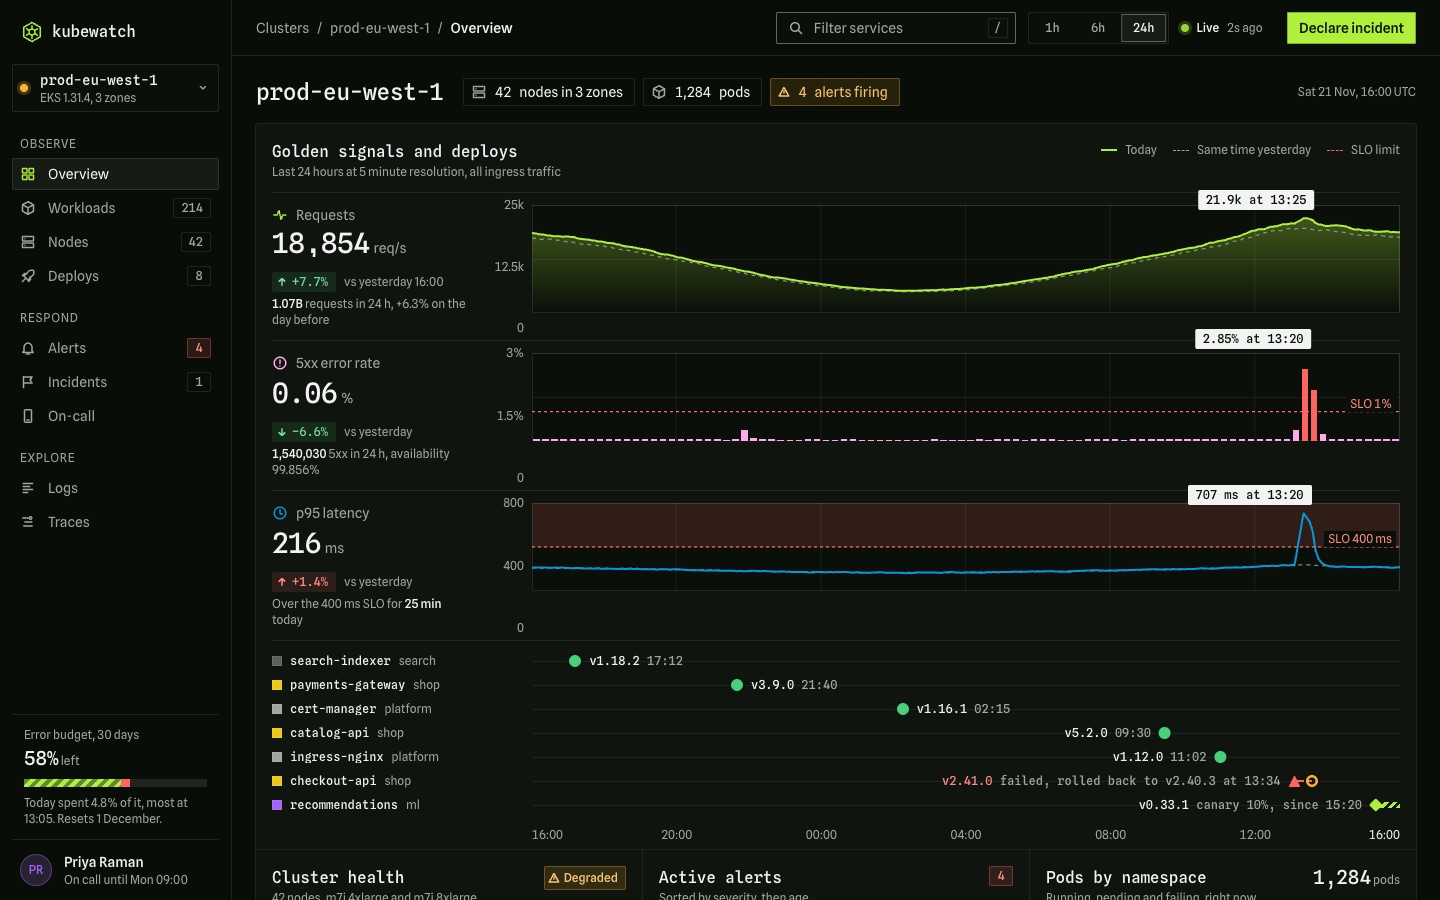 kubewatch
prod-eu-west-1
EKS 1.31.4, 3 zones
OBSERVE
Overview
Workloads 214
Nodes 42
Deploys 8
RESPOND
Alerts 4
Incidents 1
On-call
EXPLORE
Logs
Traces
Error budget, 30 days
58% left
Today spent 4.8% of it, most at
13:05. Resets 1 December.
PR
Priya Raman
On call until Mon 09:00
Clusters / prod-eu-west-1 / Overview
Filter services /
1h 6h 24h
Live 2s ago
Declare incident
prod-eu-west-1
42 nodes in 3 zones
1,284 pods
4 alerts firing
Sat 21 Nov, 16:00 UTC
Golden signals and deploys
Last 24 hours at 5 minute resolution, all ingress traffic
Today
Same time yesterday
SLO limit
Requests
18,854 req/s
+7.7% vs yesterday 16:00
1.07B requests in 24 h, +6.3% on the
day before
25k
12.5k
0
21.9k at 13:25
5xx error rate
0.06 %
−6.6% vs yesterday
1,540,030 5xx in 24 h, availability
99.856%
3%
1.5%
0
2.85% at 13:20
SLO 1%
p95 latency
216 ms
+1.4% vs yesterday
Over the 400 ms SLO for 25 min
today
800
400
0
707 ms at 13:20
SLO 400 ms
search-indexer search
v1.18.2 17:12
payments-gateway shop
v3.9.0 21:40
cert-manager platform
v1.16.1 02:15
catalog-api shop
v5.2.0 09:30
ingress-nginx platform
v1.12.0 11:02
checkout-api shop
v2.41.0 failed, rolled back to v2.40.3 at 13:34
recommendations ml
v0.33.1 canary 10%, since 15:20
16:00 20:00 00:00 04:00 08:00 12:00 16:00
Cluster health
Degraded
42 nodes, m7i.4xlarge and m7i.8xlarge
Active alerts
4
Sorted by severity, then age
Pods by namespace
1,284 pods
Running, pending and failing, right now